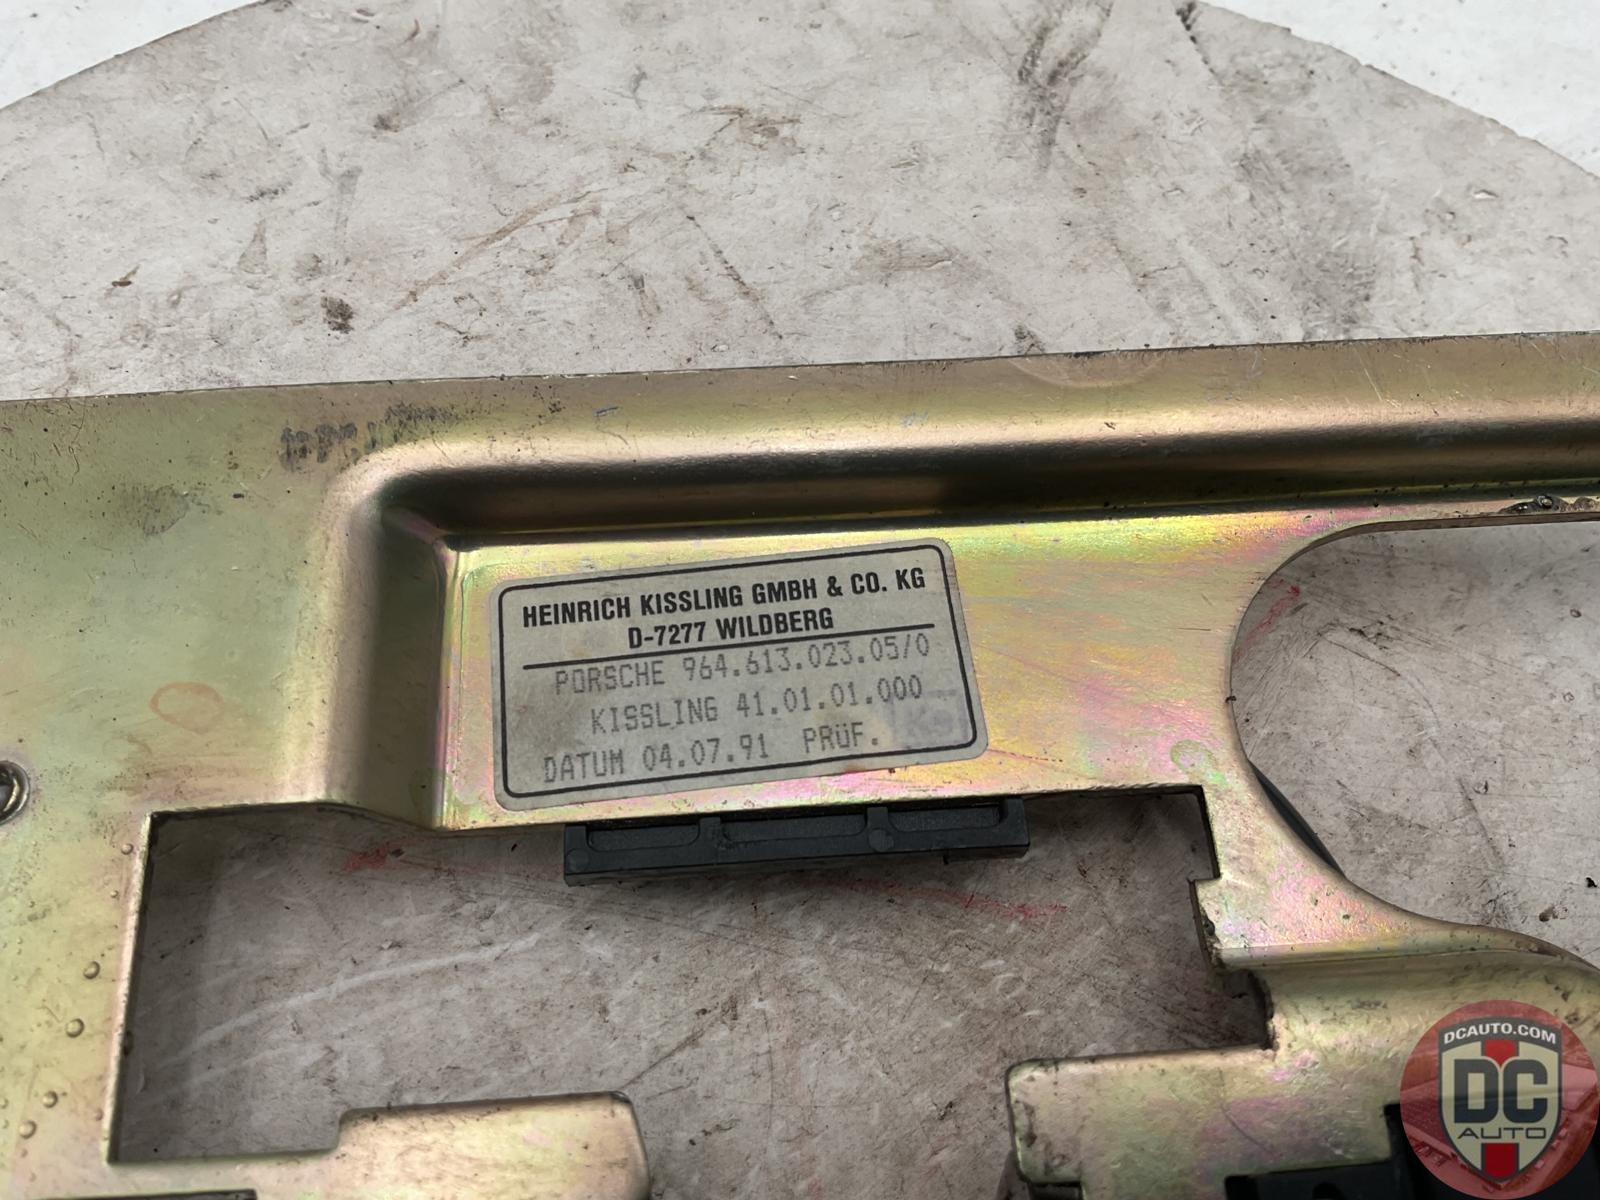 HEINRICH KISSLING GMBH & CO. KG
D-7277 WILDBERG
PORSCHE 964.613.023.05/0
KISSLING 41.01.01.000
DATUM 04.07.91 PRÜF.
DCAUTO.COM
DC
AUTO